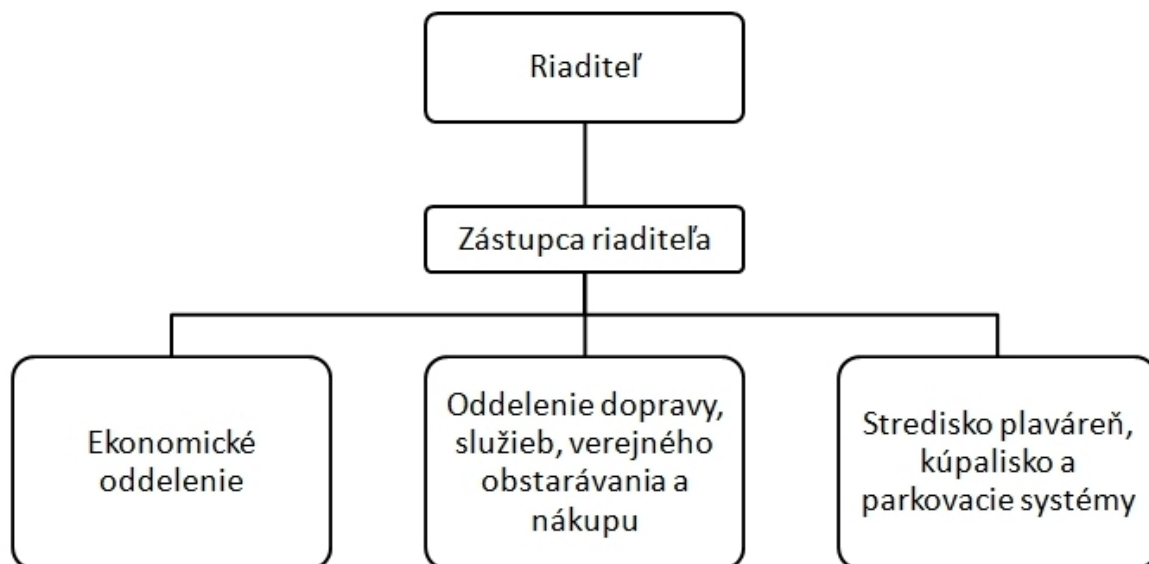 Riaditeľ
Zástupca riaditeľa
Ekonomické
oddelenie
Oddelenie dopravy,
služieb, verejného
obstarávania a
nákupu
Stredisko plaváreň,
kúpalisko a
parkovacie systémy